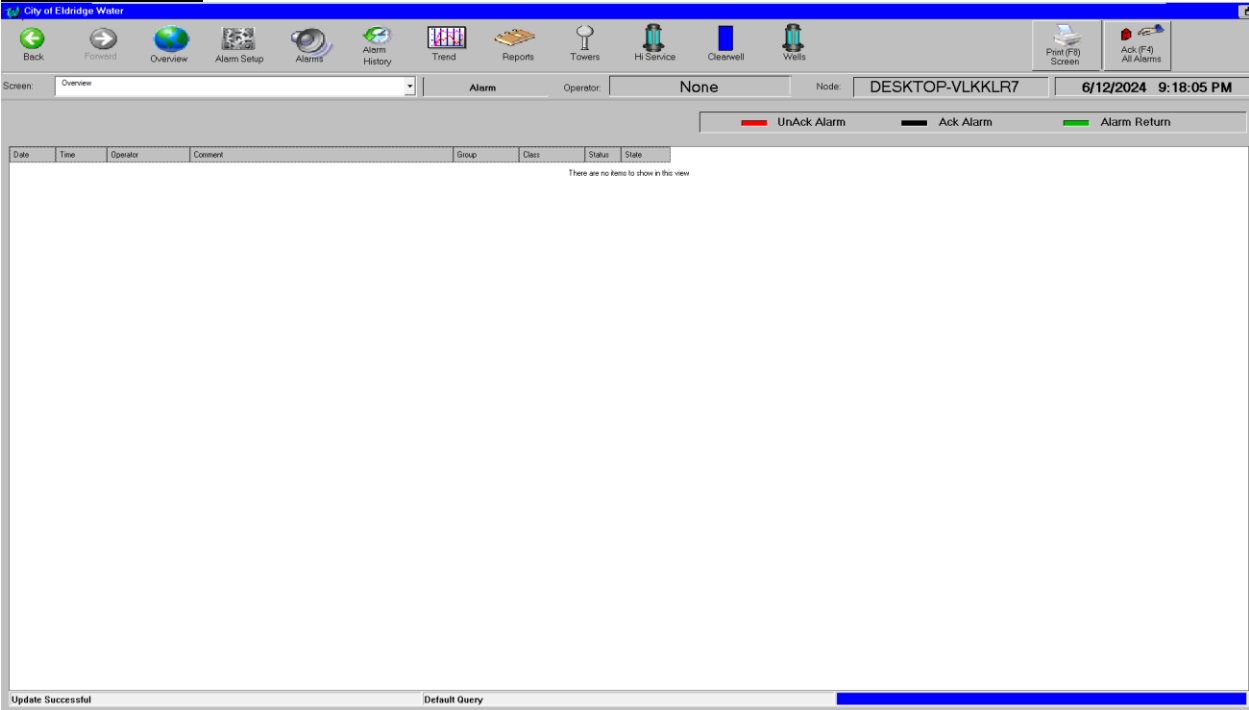 City of Eldridge Water
Back Forward Overview Alarm Setup Alarms Alarm History Trend Reports Towers Hi Service Clearwell Wells Print (F8) Screen Ack (F4) All Alarms
Screen: Overview Alarm Operator: None Node: DESKTOP-VLKKLR7 6/12/2024 9:18:05 PM
UnAck Alarm Ack Alarm Alarm Return
Date Time Operator Comment Group Class Status State
There are no items to show in this view
Update Successful Default Query